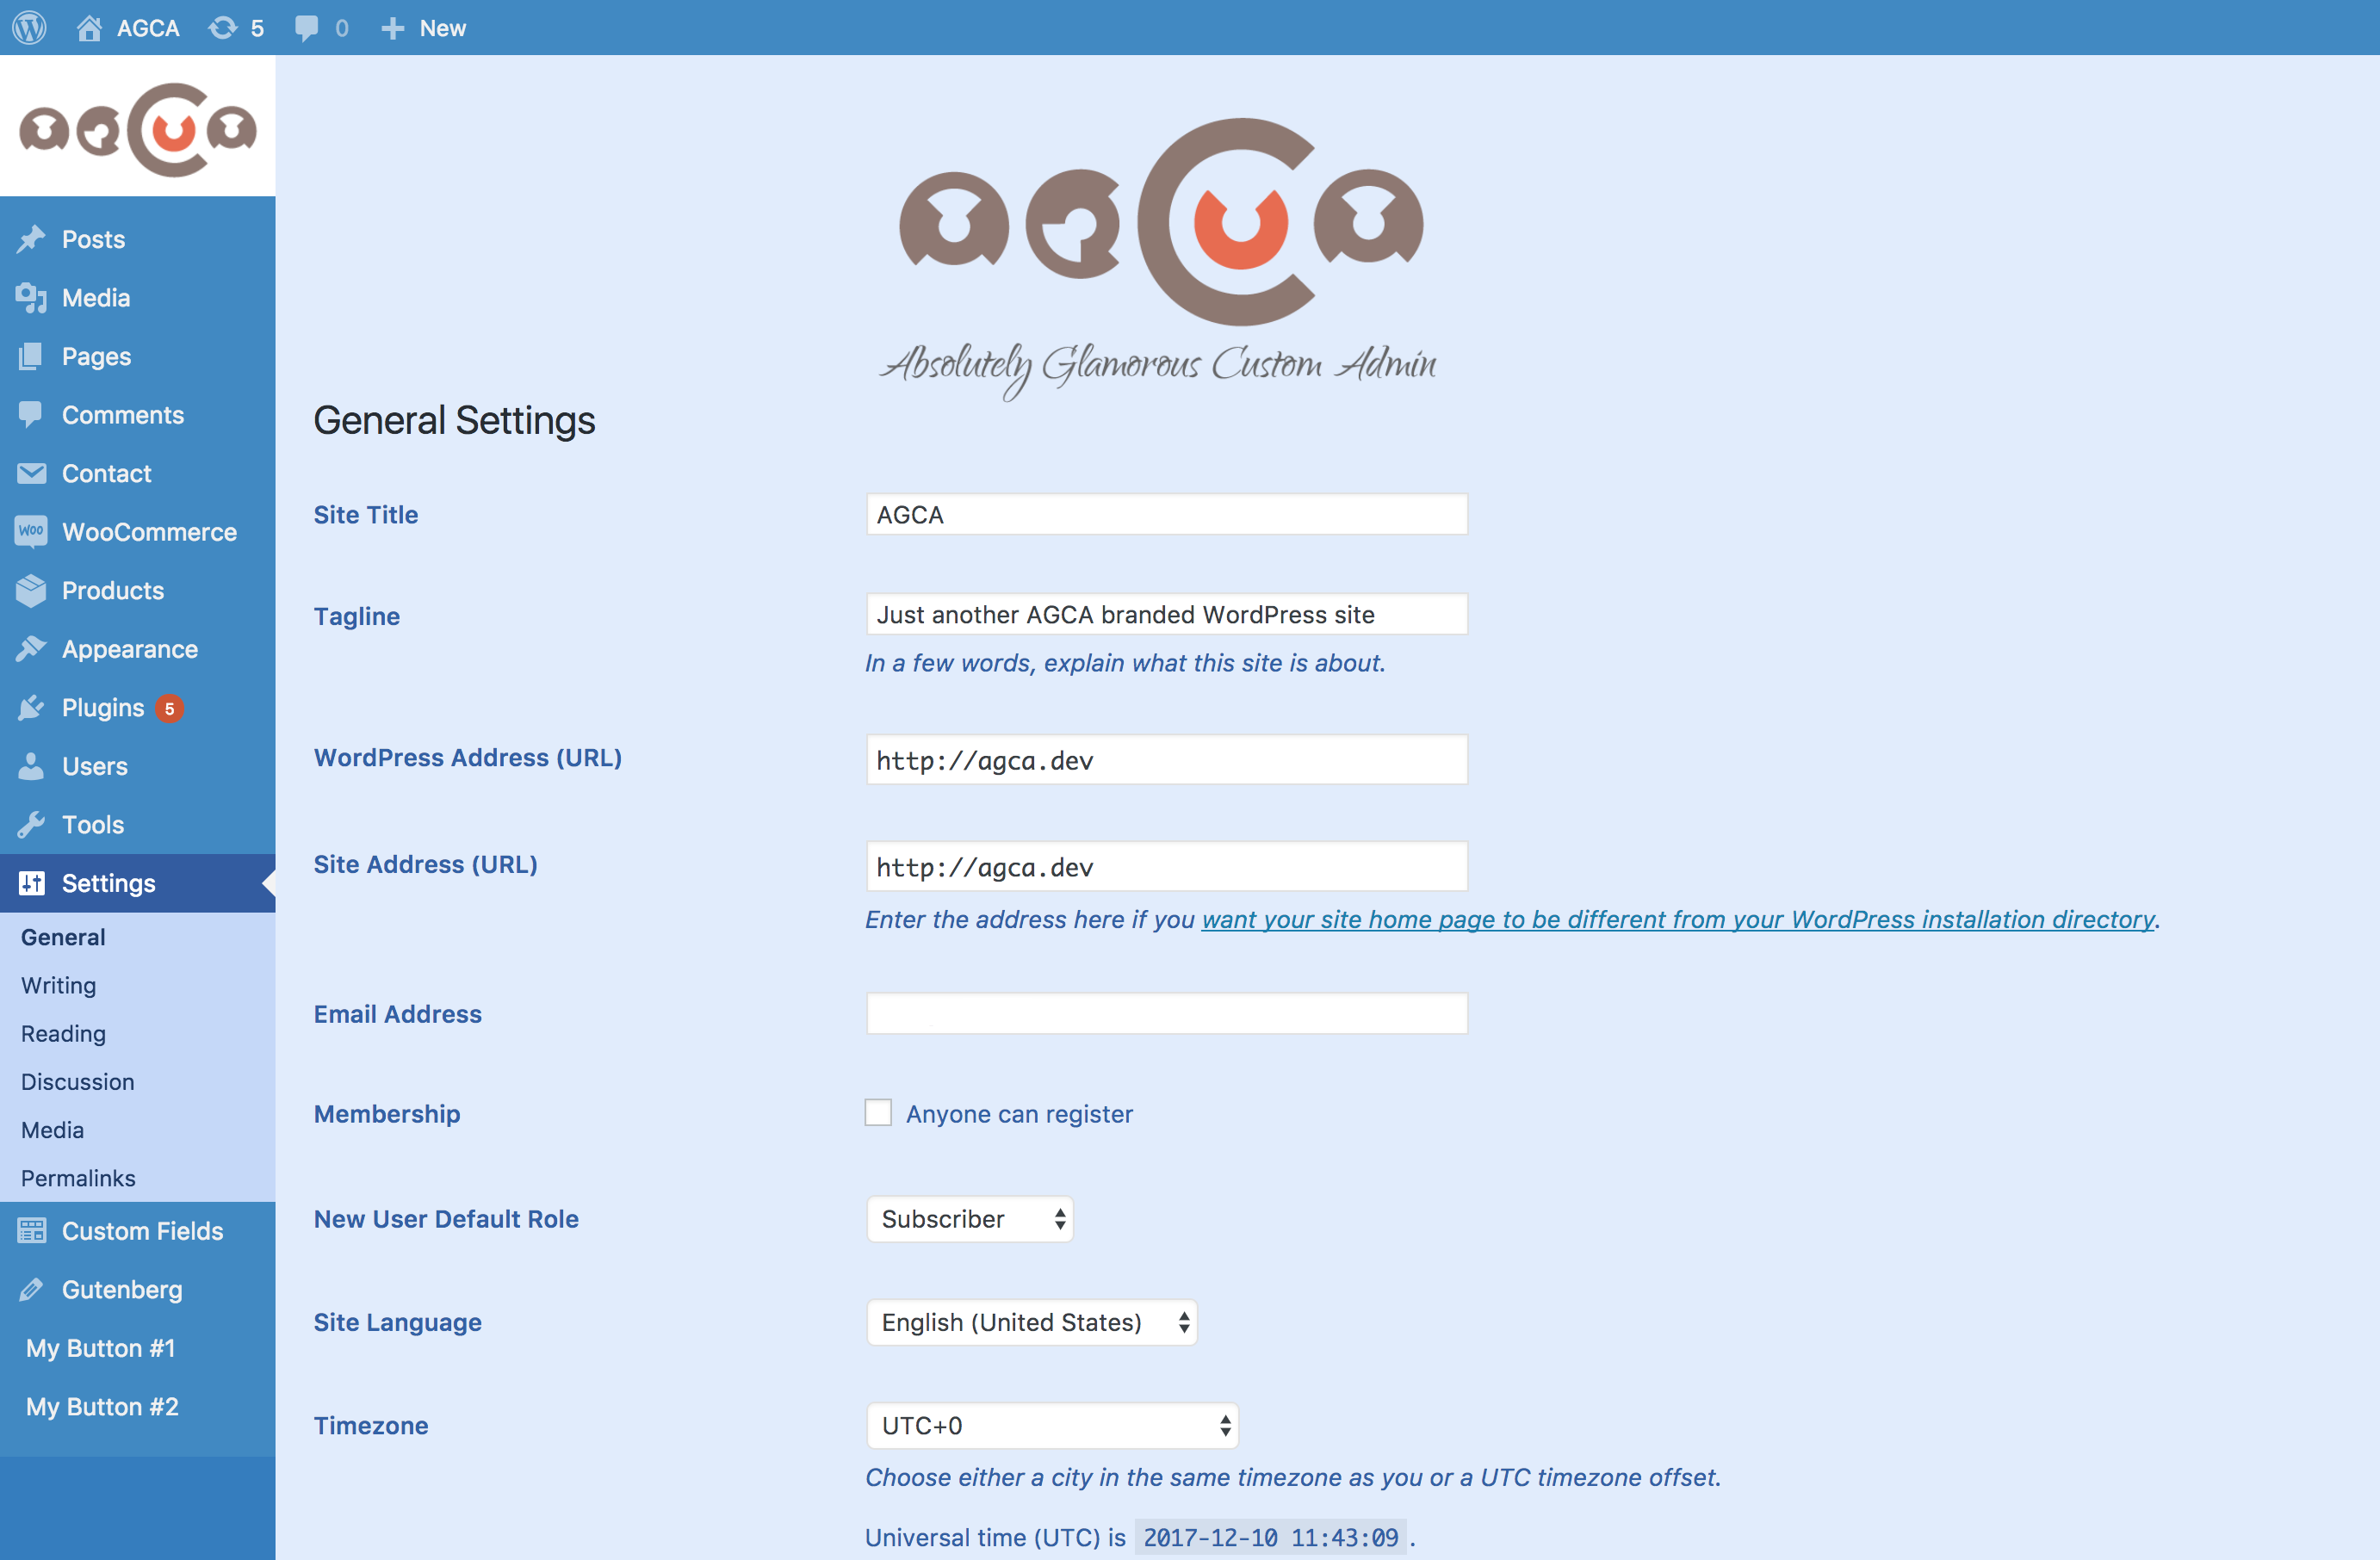 AGCA 5 0 New
agca
Posts
Media
Pages
Comments
Contact
Woo WooCommerce
Products
Appearance
Plugins 5
Users
Tools
Settings
General
Writing
Reading
Discussion
Media
Permalinks
Custom Fields
Gutenberg
My Button #1
My Button #2
agca
Absolutely Glamorous Custom Admin
General Settings
Site Title AGCA
Tagline Just another AGCA branded WordPress site
In a few words, explain what this site is about.
WordPress Address (URL) http://agca.dev
Site Address (URL) http://agca.dev
Enter the address here if you want your site home page to be different from your WordPress installation directory.
Email Address
Membership Anyone can register
New User Default Role Subscriber
Site Language English (United States)
Timezone UTC+0
Choose either a city in the same timezone as you or a UTC timezone offset.
Universal time (UTC) is 2017-12-10 11:43:09 .